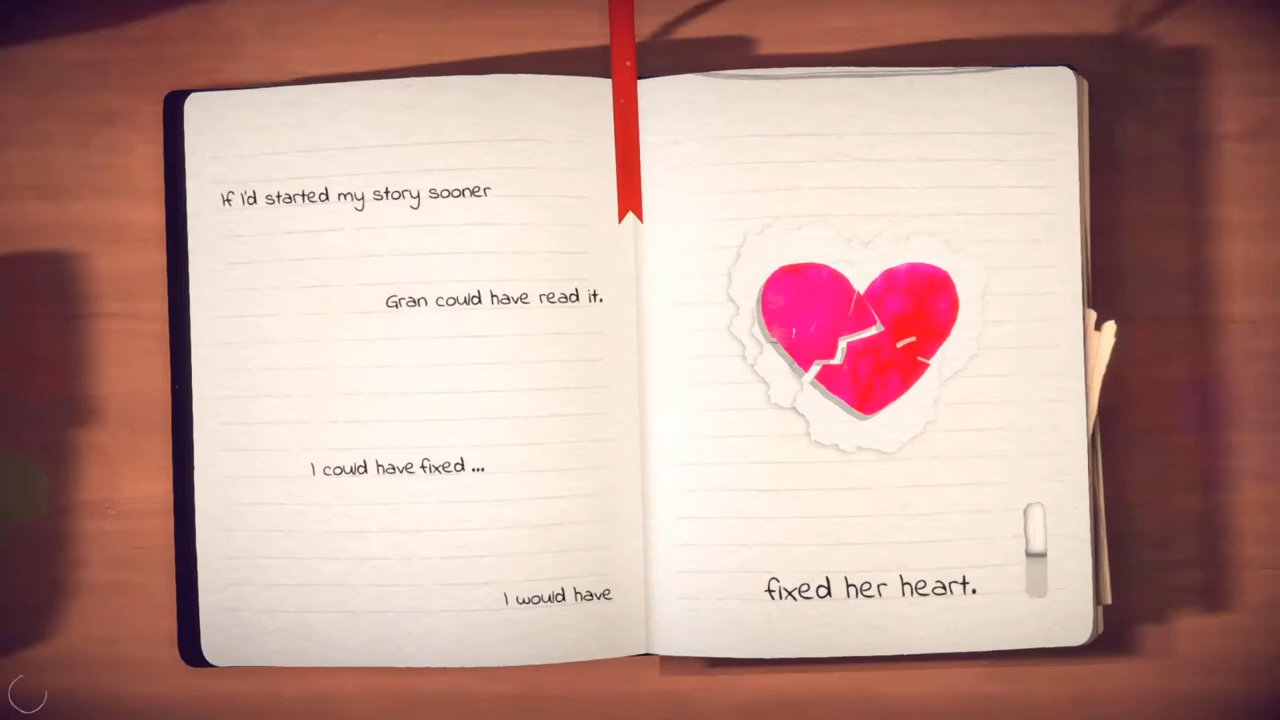 If I'd started my story sooner
Gran could have read it.
I could have fixed ...
I would have
fixed her heart.